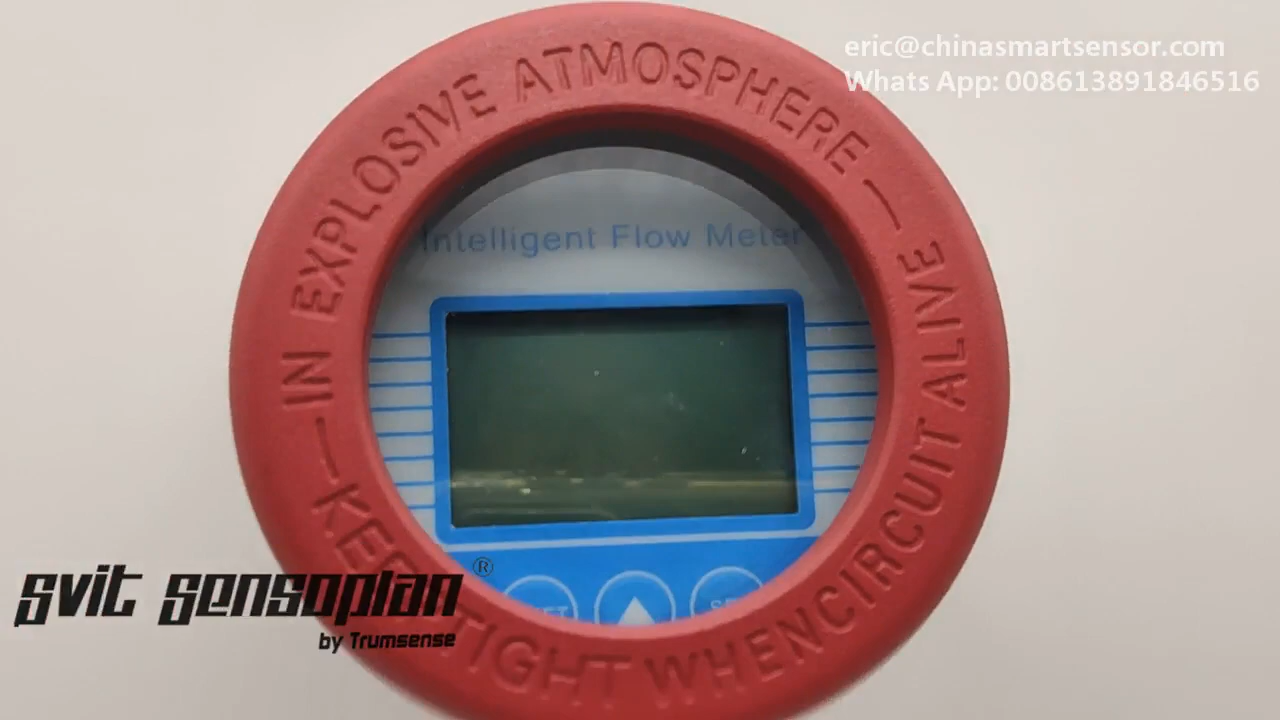 eric@chinasmartsensor.com
Whats App: 008613891846516
IN EXPLOSIVE ATMOSPHERE —
KEEP TIGHT WHENCIRCUIT ALIVE —
Intelligent Flow Meter
svit sensoplan ®
by Trumsense